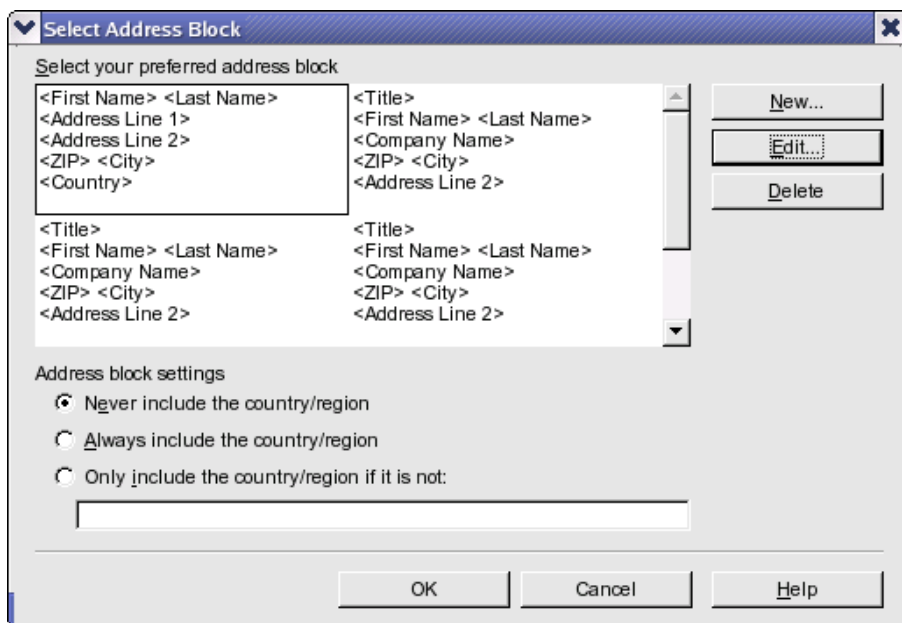 Select Address Block
Select your preferred address block
<First Name> <Last Name>
<Address Line 1>
<Address Line 2>
<ZIP> <City>
<Country>
<Title>
<First Name> <Last Name>
<Company Name>
<ZIP> <City>
<Address Line 2>
<Title>
<First Name> <Last Name>
<Company Name>
<ZIP> <City>
<Address Line 2>
<Title>
<First Name> <Last Name>
<Company Name>
<ZIP> <City>
<Address Line 2>
New...
Edit...
Delete
Address block settings
Never include the country/region
Always include the country/region
Only include the country/region if it is not:
OK
Cancel
Help